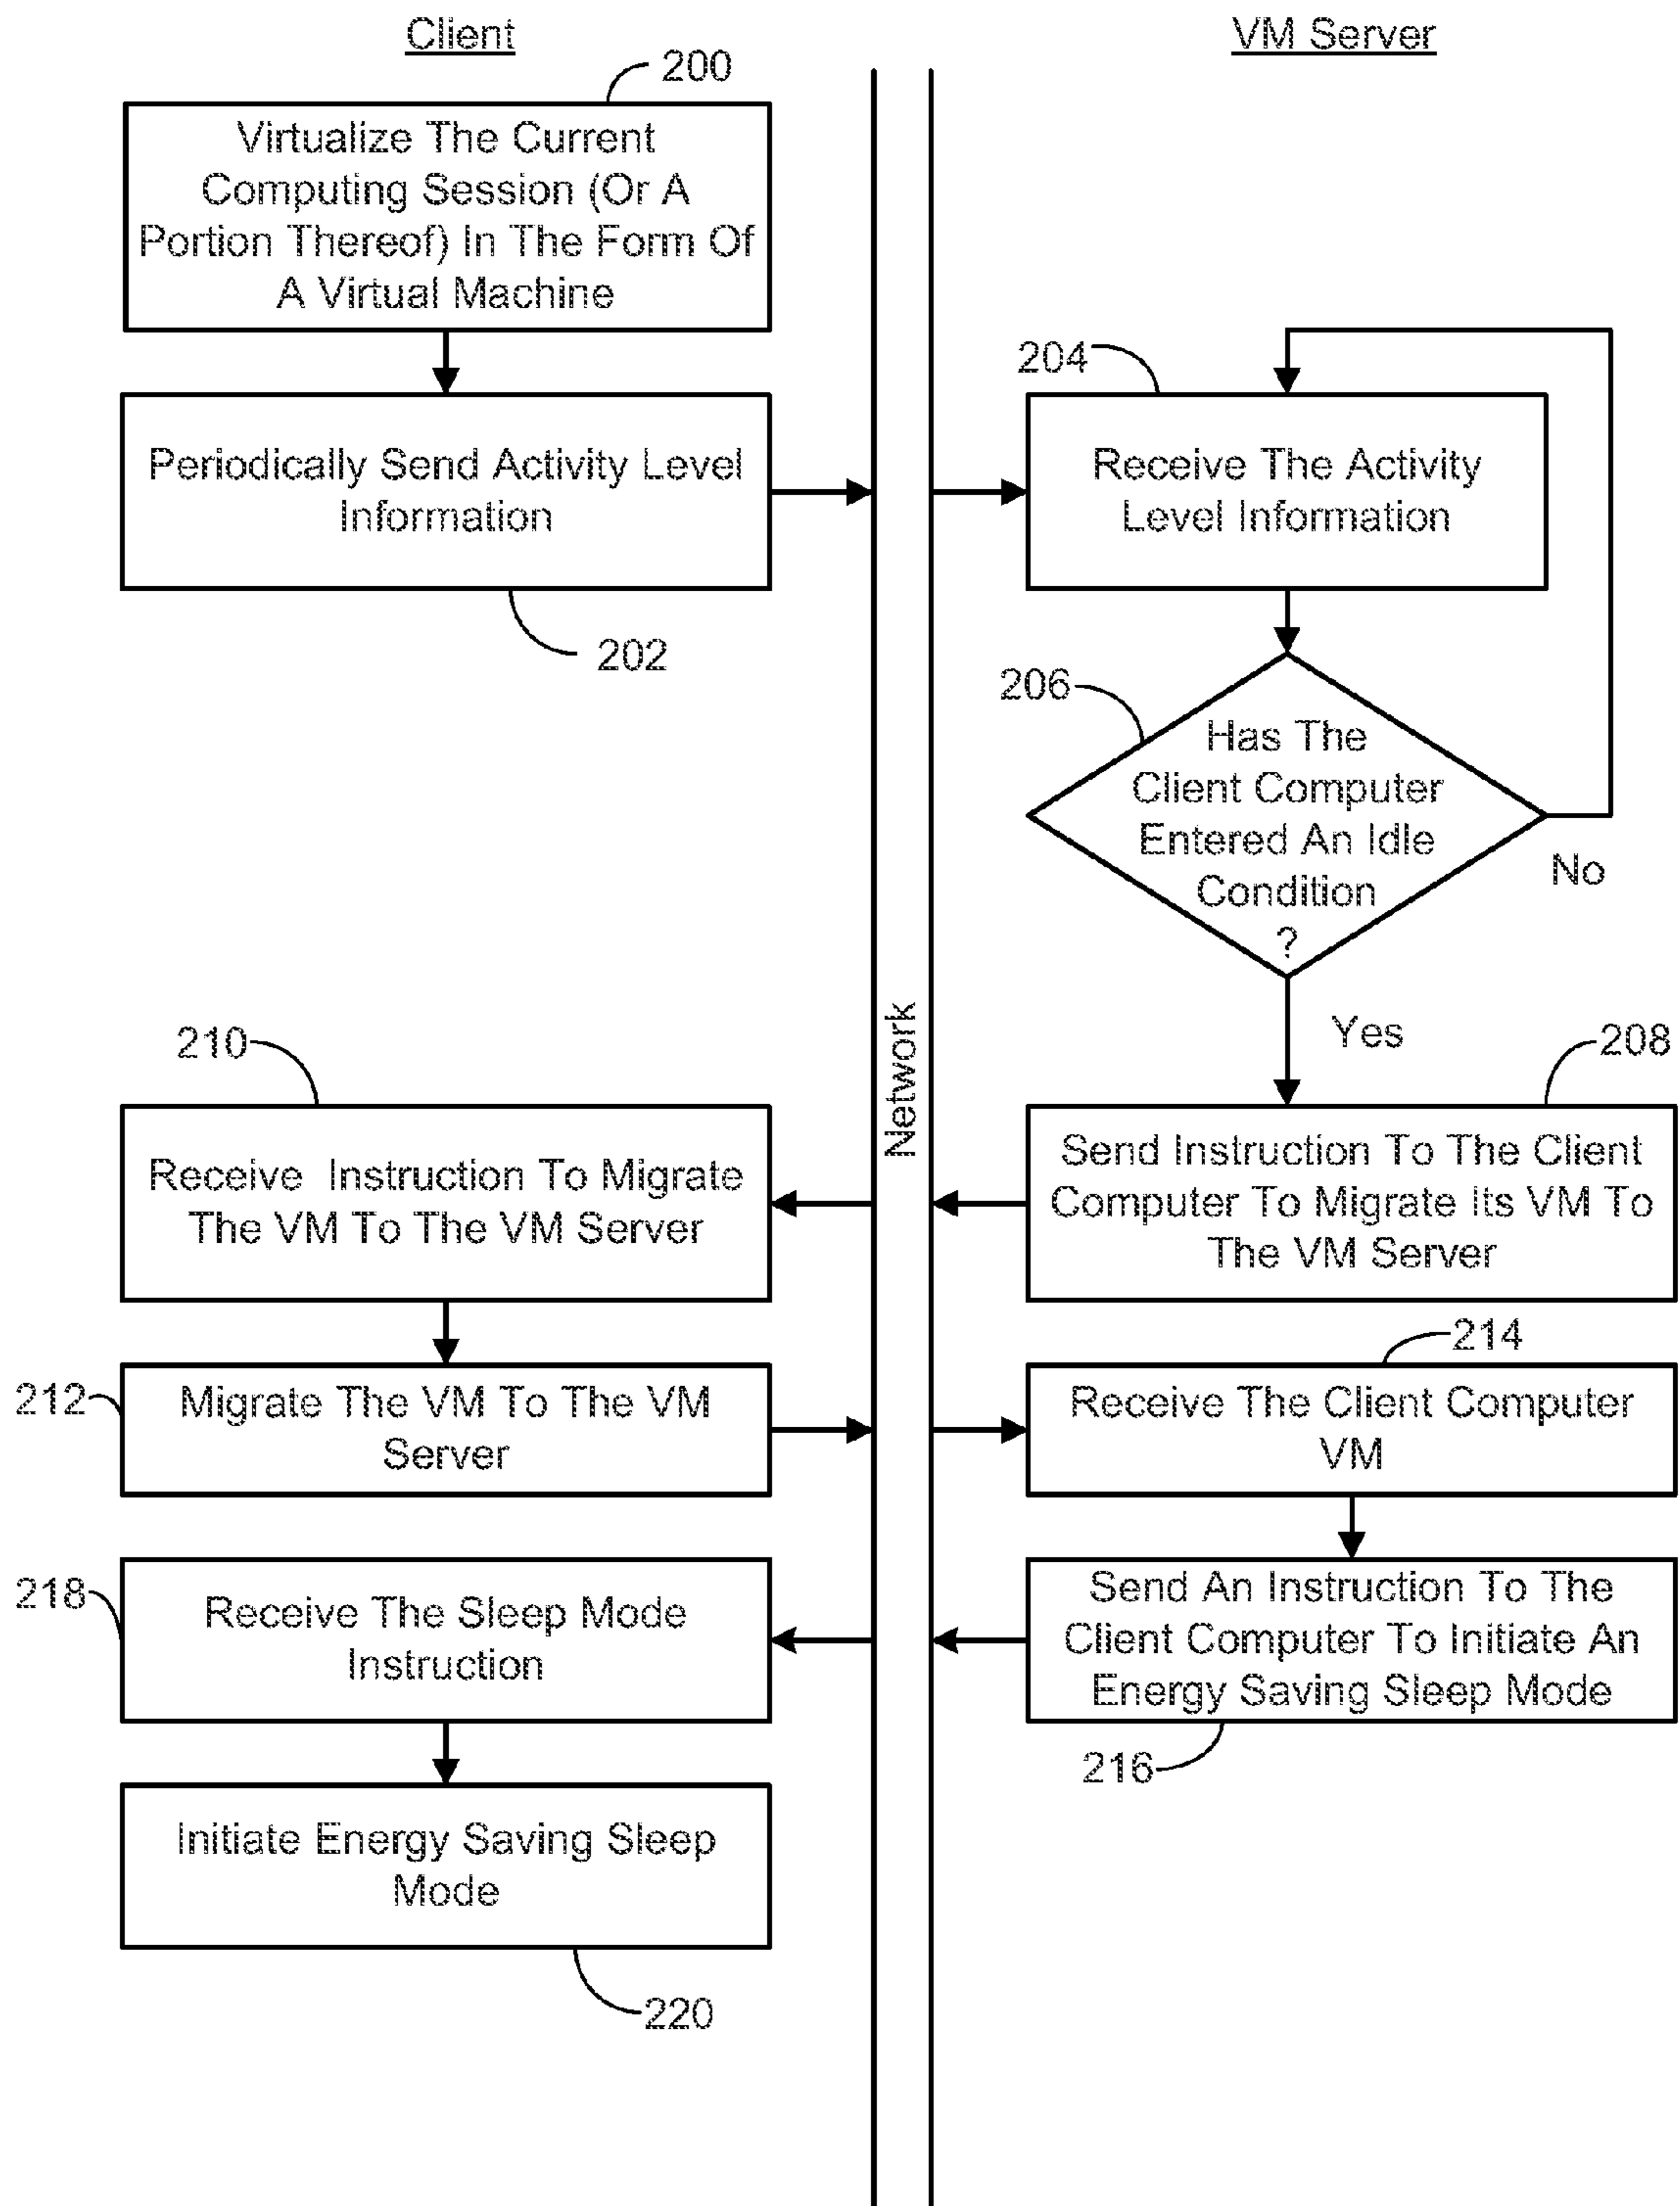 Client
VM Server
200
Virtualize The Current
Computing Session (Or A
Portion Thereof) In The Form Of
A Virtual Machine
204
Periodically Send Activity Level
Information
202
Receive The Activity
Level Information
206
Has The
Client Computer
Entered An Idle
Condition
?
No
Yes
Network
208
Send Instruction To The Client
Computer To Migrate Its VM To
The VM Server
210
Receive Instruction To Migrate
The VM To The VM Server
212
Migrate The VM To The VM
Server
214
Receive The Client Computer
VM
Send An Instruction To The
Client Computer To Initiate An
Energy Saving Sleep Mode
216
218
Receive The Sleep Mode
Instruction
Initiate Energy Saving Sleep
Mode
220